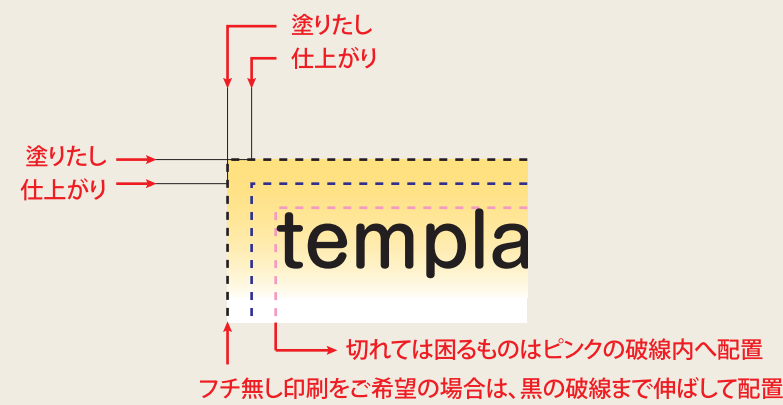 塗りたし
仕上がり
塗りたし
仕上がり
templa
切れては困るものはピンクの破線内へ配置
フチ無し印刷をご希望の場合は、黒の破線まで伸ばして配置